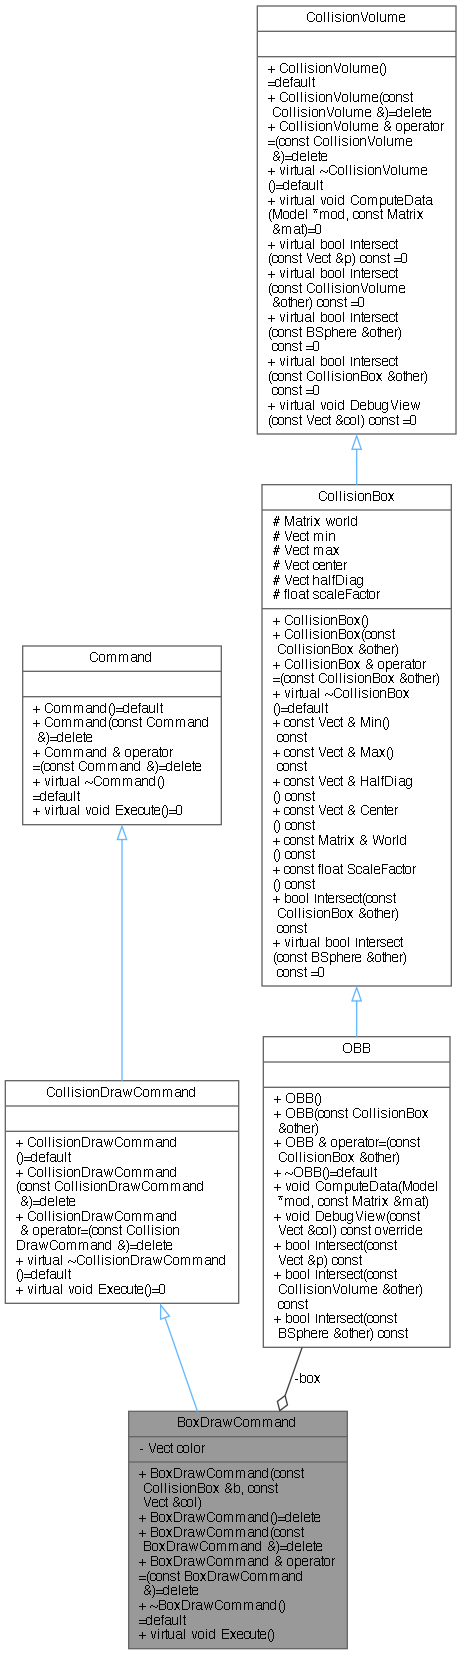 CollisionVolume
+ CollisionVolume()
=default
+ CollisionVolume(const
CollisionVolume &)=delete
+ CollisionVolume & operator
=(const CollisionVolume
&)=delete
+ virtual ~CollisionVolume
()=default
+ virtual void ComputeData
(Model *mod, const Matrix
&mat)=0
+ virtual bool Intersect
(const Vect &p) const =0
+ virtual bool Intersect
(const CollisionVolume
&other) const =0
+ virtual bool Intersect
(const BSphere &other)
const =0
+ virtual bool Intersect
(const CollisionBox &other)
const =0
+ virtual void DebugView
(const Vect &col) const =0
CollisionBox
# Matrix world
# Vect min
# Vect max
# Vect center
# Vect halfDiag
# float scaleFactor
+ CollisionBox()
+ CollisionBox(const
CollisionBox &other)
+ CollisionBox & operator
=(const CollisionBox &other)
+ virtual ~CollisionBox
()=default
+ const Vect & Min()
const
+ const Vect & Max()
const
+ const Vect & HalfDiag
() const
+ const Vect & Center
() const
+ const Matrix & World
() const
+ const float ScaleFactor
() const
+ bool Intersect(const
CollisionBox &other)
const
+ virtual bool Intersect
(const BSphere &other)
const =0
Command
+ Command()=default
+ Command(const Command
&)=delete
+ Command & operator
=(const Command &)=delete
+ virtual ~Command()
=default
+ virtual void Execute()=0
OBB
+ OBB()
+ OBB(const CollisionBox
&other)
+ OBB & operator=(const
CollisionBox &other)
+ ~OBB()=default
+ void ComputeData(Model
*mod, const Matrix &mat)
+ void DebugView(const
Vect &col) const override
+ bool Intersect(const
Vect &p) const
+ bool Intersect(const
CollisionVolume &other)
const
+ bool Intersect(const
BSphere &other) const
CollisionDrawCommand
+ CollisionDrawCommand
()=default
+ CollisionDrawCommand
(const CollisionDrawCommand
&)=delete
+ CollisionDrawCommand
& operator=(const Collision
DrawCommand &)=delete
+ virtual ~CollisionDrawCommand
()=default
+ virtual void Execute()=0
-box
BoxDrawCommand
- Vect color
+ BoxDrawCommand(const
CollisionBox &b, const
Vect &col)
+ BoxDrawCommand()=delete
+ BoxDrawCommand(const
BoxDrawCommand &)=delete
+ BoxDrawCommand & operator
=(const BoxDrawCommand
&)=delete
+ ~BoxDrawCommand()
=default
+ virtual void Execute()